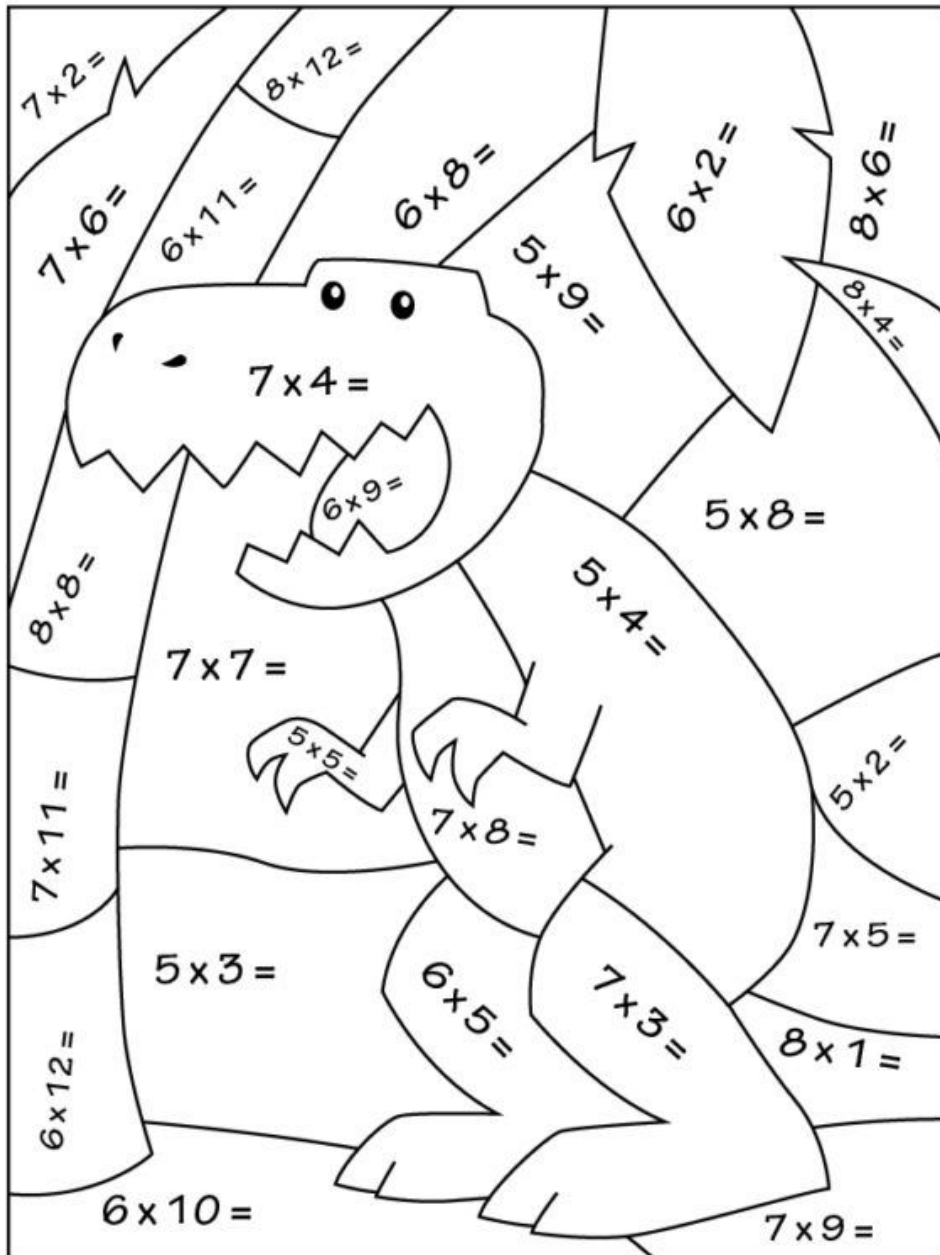 7x2=
8x12=
6x8=
6x2=
8x6=
7x6=
6x11=
5x9=
8x4=
7x4=
6x9=
5x8=
8x8=
5x4=
7x7=
5x5=
5x2=
7x11=
7x8=
7x5=
5x3=
6x5=
7x3=
8x1=
6x12=
6x10=
7x9=